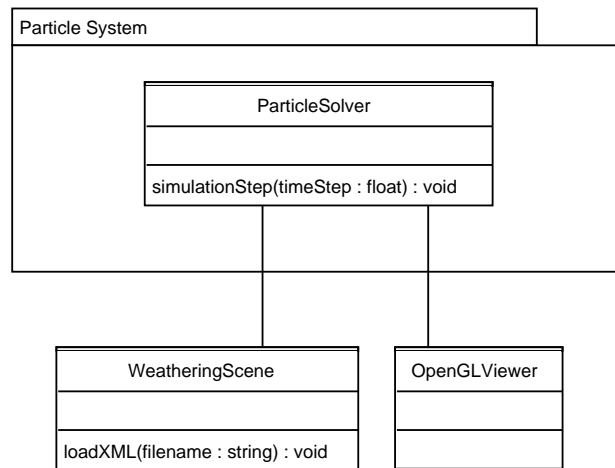 Particle System
ParticleSolver
simulationStep(timeStep : float) : void
WeatheringScene
OpenGLViewer
loadXML(filename : string) : void